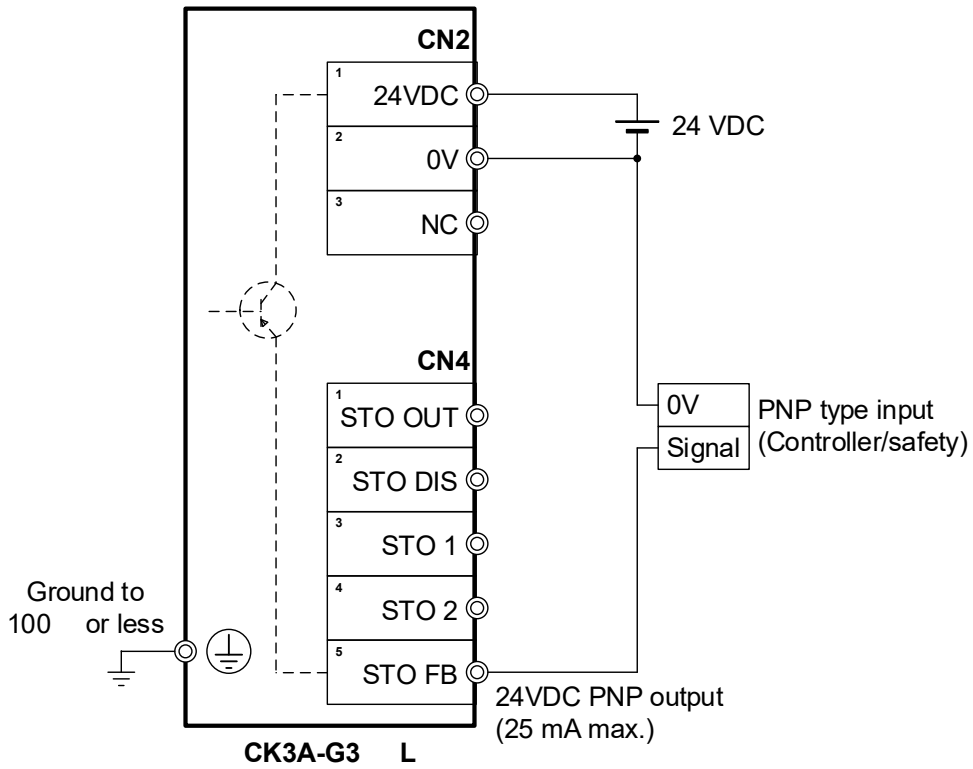 CN2
1
24VDC
2
0V
3
NC
24 VDC
CN4
1
STO OUT
2
STO DIS
3
STO 1
4
STO 2
5
STO FB
0V
Signal
PNP type input
(Controller/safety)
Ground to
100 or less
24VDC PNP output
(25 mA max.)
CK3A-G3 L